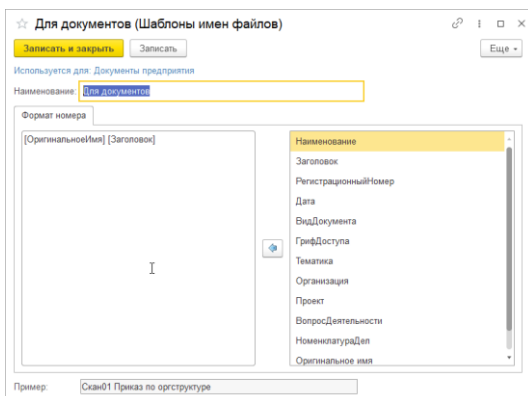 Для документов (Шаблоны имен файлов)
Записать и закрыть Записать Еще
Используется для: Документы предприятия
Наименование: Для документов
Формат номера
[ОригинальноеИмя] [Заголовок]
Наименование
Заголовок
РегистрационныйНомер
Дата
ВидДокумента
ГрифДоступа
Тематика
Организация
Проект
ВопросДеятельности
НоменклатураДел
Оригинальное имя
Пример: Скан01 Приказ по оргструктуре